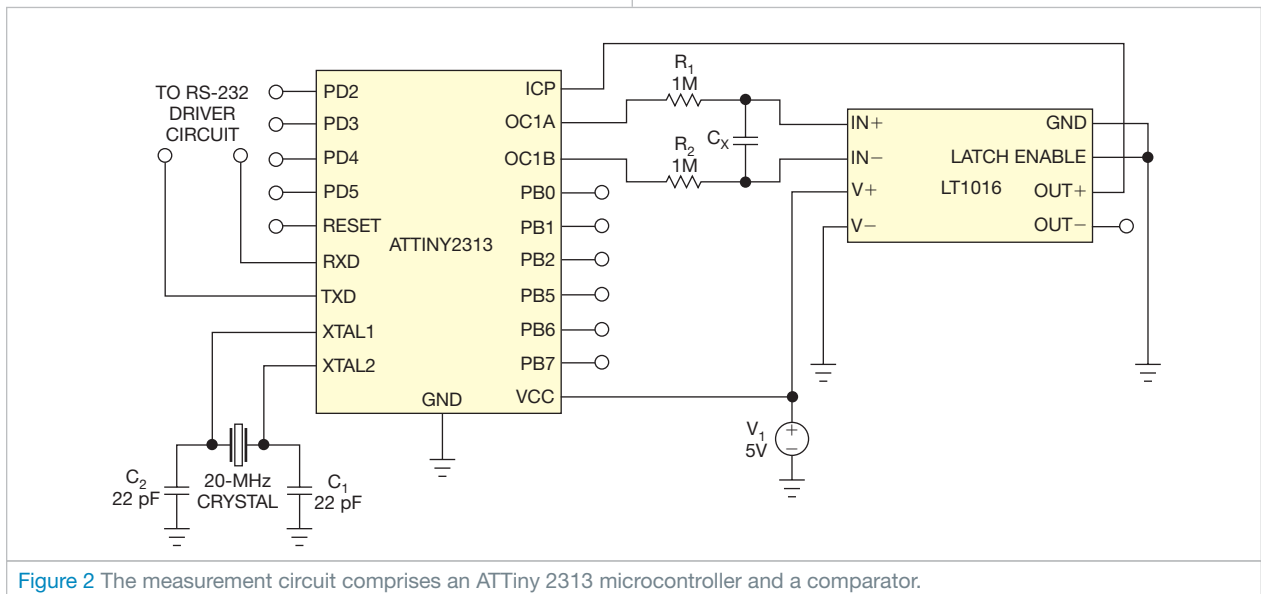 TO RS-232
DRIVER
CIRCUIT
PD2
PD3
PD4
PD5
RESET
RXD
TXD
XTAL1
XTAL2
ATTINY2313
GND
ICP
OC1A
OC1B
PB0
PB1
PB2
PB5
PB6
PB7
VCC
R1
1M
CX
R2
1M
IN+
IN−
V+
V−
LT1016
GND
LATCH ENABLE
OUT+
OUT−
V1
5V
+
−
C2
22 pF
20-MHz
CRYSTAL
C1
22 pF
Figure 2 The measurement circuit comprises an ATTiny 2313 microcontroller and a comparator.